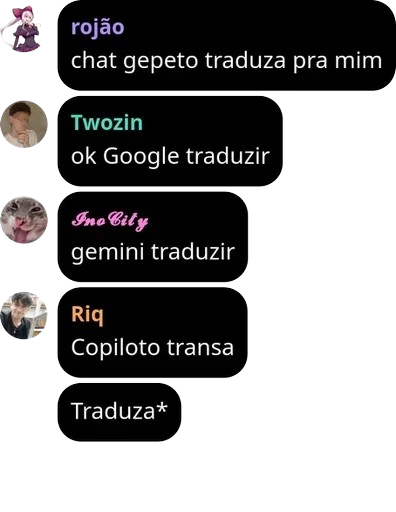 rojão
chat gepeto traduza pra mim
Twozin
ok Google traduzir
InoCity
gemini traduzir
Riq
Copiloto transa
Traduza*